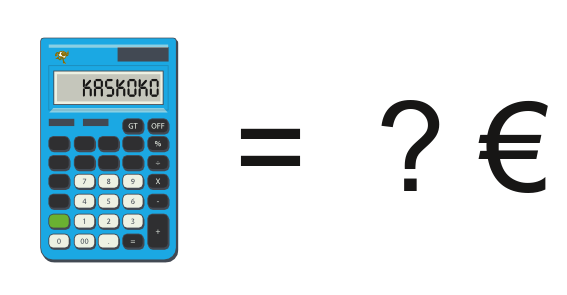 KASKOKO
GT OFF
%
÷
7 8 9 X
4 5 6 -
1 2 3
0 00 . = +
= ? €